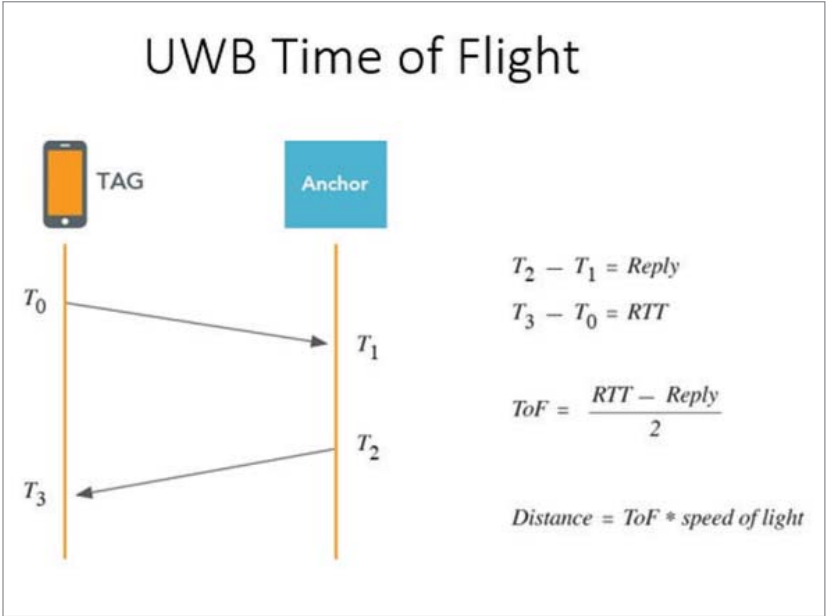 UWB Time of Flight
TAG
Anchor
T0
T1
T2
T3
T2 – T1 = Reply
T3 – T0 = RTT
ToF = RTT – Reply
2
Distance = ToF * speed of light